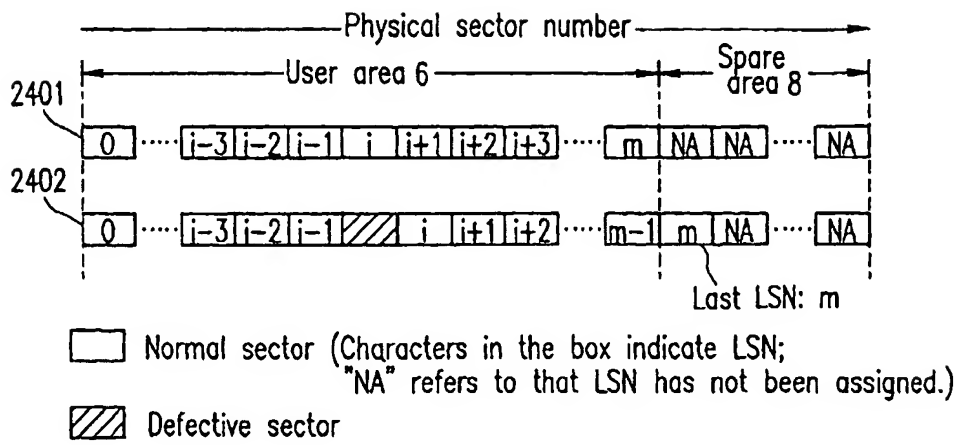 Physical sector number
User area 6
Spare
area 8
2401
0 ····· i-3 i-2 i-1 i i+1 i+2 i+3 ····· m NA NA ····· NA
2402
0 ····· i-3 i-2 i-1 i i+1 i+2 ····· m-1 m NA ····· NA
Last LSN: m
Normal sector (Characters in the box indicate LSN;
"NA" refers to that LSN has not been assigned.)
Defective sector